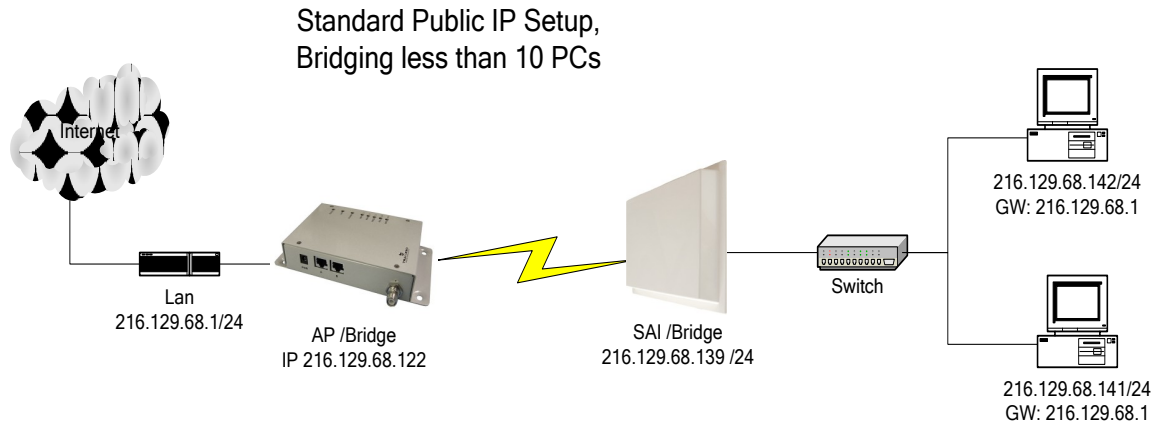 Standard Public IP Setup,
Bridging less than 10 PCs
Internet
Lan
216.129.68.1/24
AP /Bridge
IP 216.129.68.122
SAI /Bridge
216.129.68.139 /24
Switch
216.129.68.142/24
GW: 216.129.68.1
216.129.68.141/24
GW: 216.129.68.1